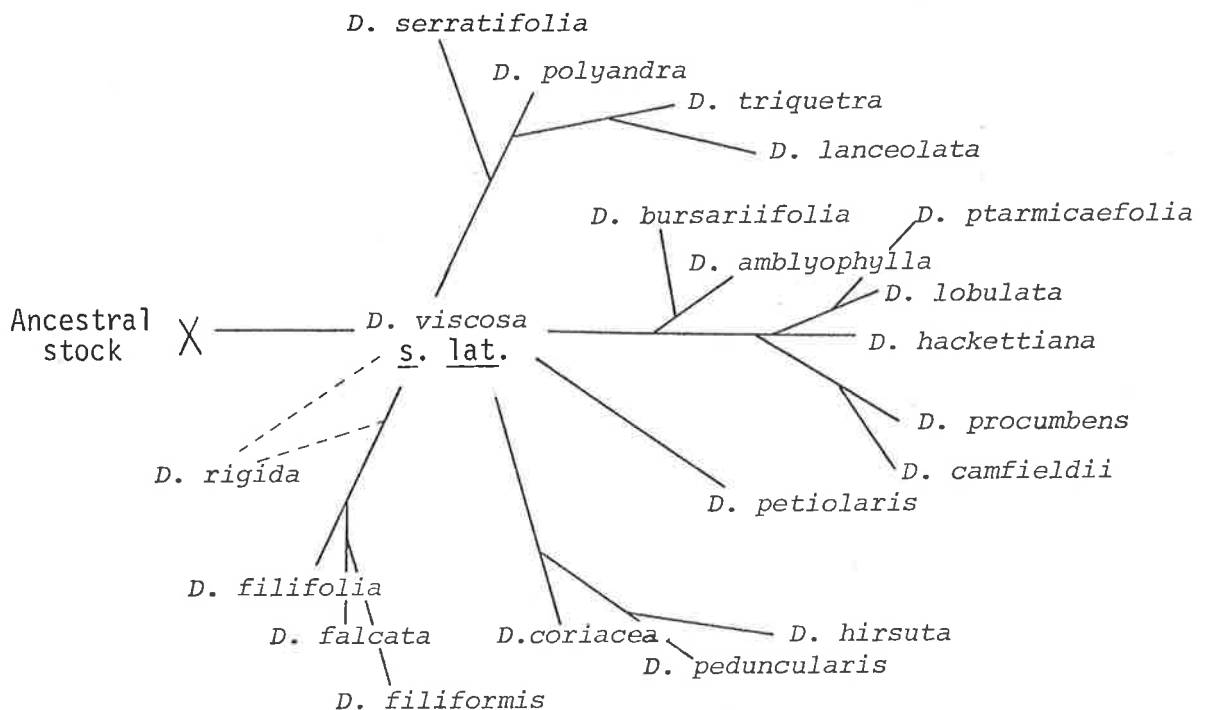 D. serratifolia
D. polyandra
D. triquetra
D. lanceolata
D. bursariifolia
D. ptarmicaefolia
D. amblyophylla
D. lobulata
Ancestral
stock
D. viscosa
s. lat.
D. hackettiana
D. procumbens
D. rigida
D. camfieldii
D. petiolaris
D. filifolia
D. falcata
D.coriacea
D. hirsuta
D. peduncularis
D. filiformis